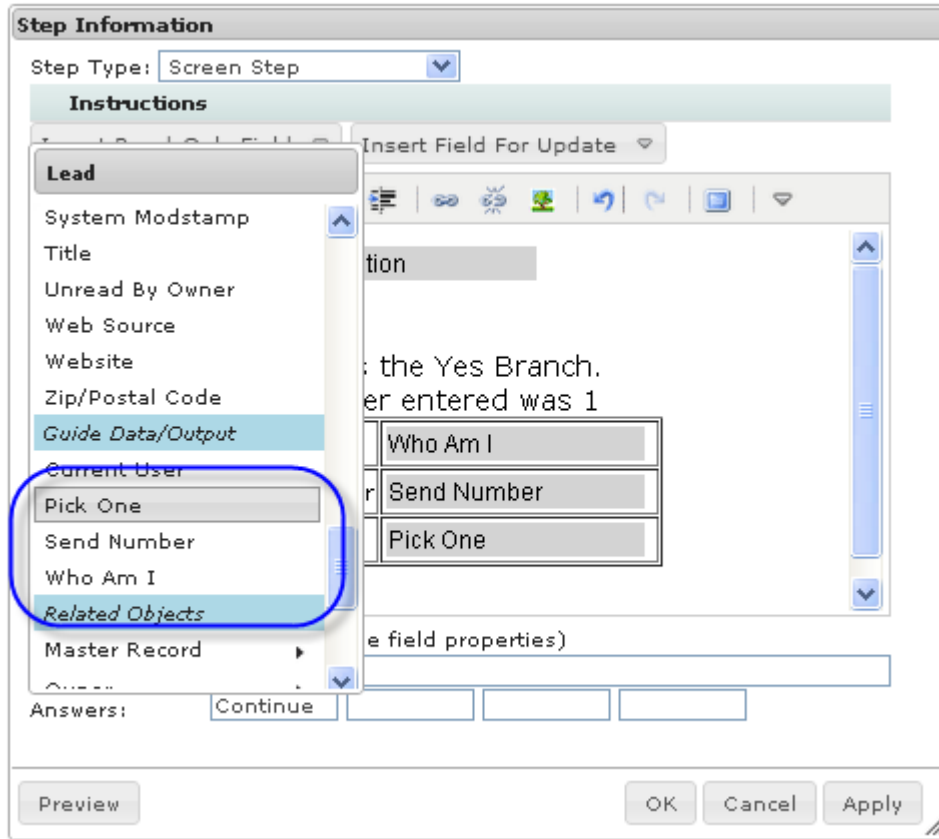 Step Information
Step Type: Screen Step
Instructions
Insert Field For Update
Lead
System Modstamp
Title
Unread By Owner
Web Source
Website
Zip/Postal Code
Guide Data/Output
Current User
Pick One
Send Number
Who Am I
Related Objects
Master Record
tion
the Yes Branch.
er entered was 1
Who Am I
r Send Number
Pick One
e field properties)
Answers: Continue
Preview
OK Cancel Apply